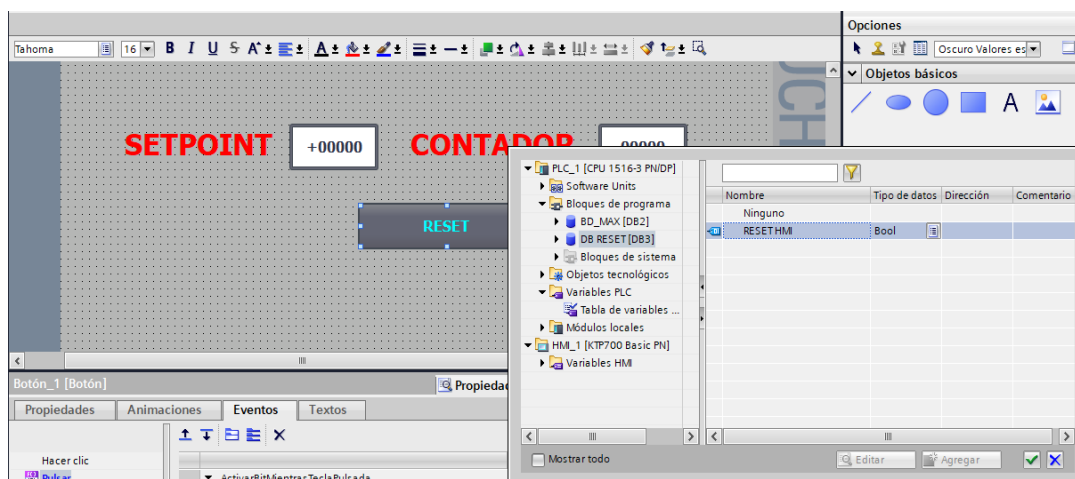 Opciones
Tahoma 16 B I U S A A
Oscuro Valores es
Objetos básicos
A
SETPOINT +00000
RESET
PLC_1 [CPU 1516-3 PN/DP]
Software Units
Bloques de programa
BD_MAX [DB2]
DB RESET [DB3]
Bloques de sistema
Objetos tecnológicos
Variables PLC
Tabla de variables ...
Módulos locales
HMI_1 [KTP700 Basic PN]
Variables HMI
Nombre Tipo de datos Dirección Comentario
Ninguno
RESET HMI Bool
Mostrar todo
Editar Agregar
Botón_1 [Botón]
Propiedades Animaciones Eventos Textos
Hacer clic
Pulsar
ActivarBitMientrasTeclaPulsada